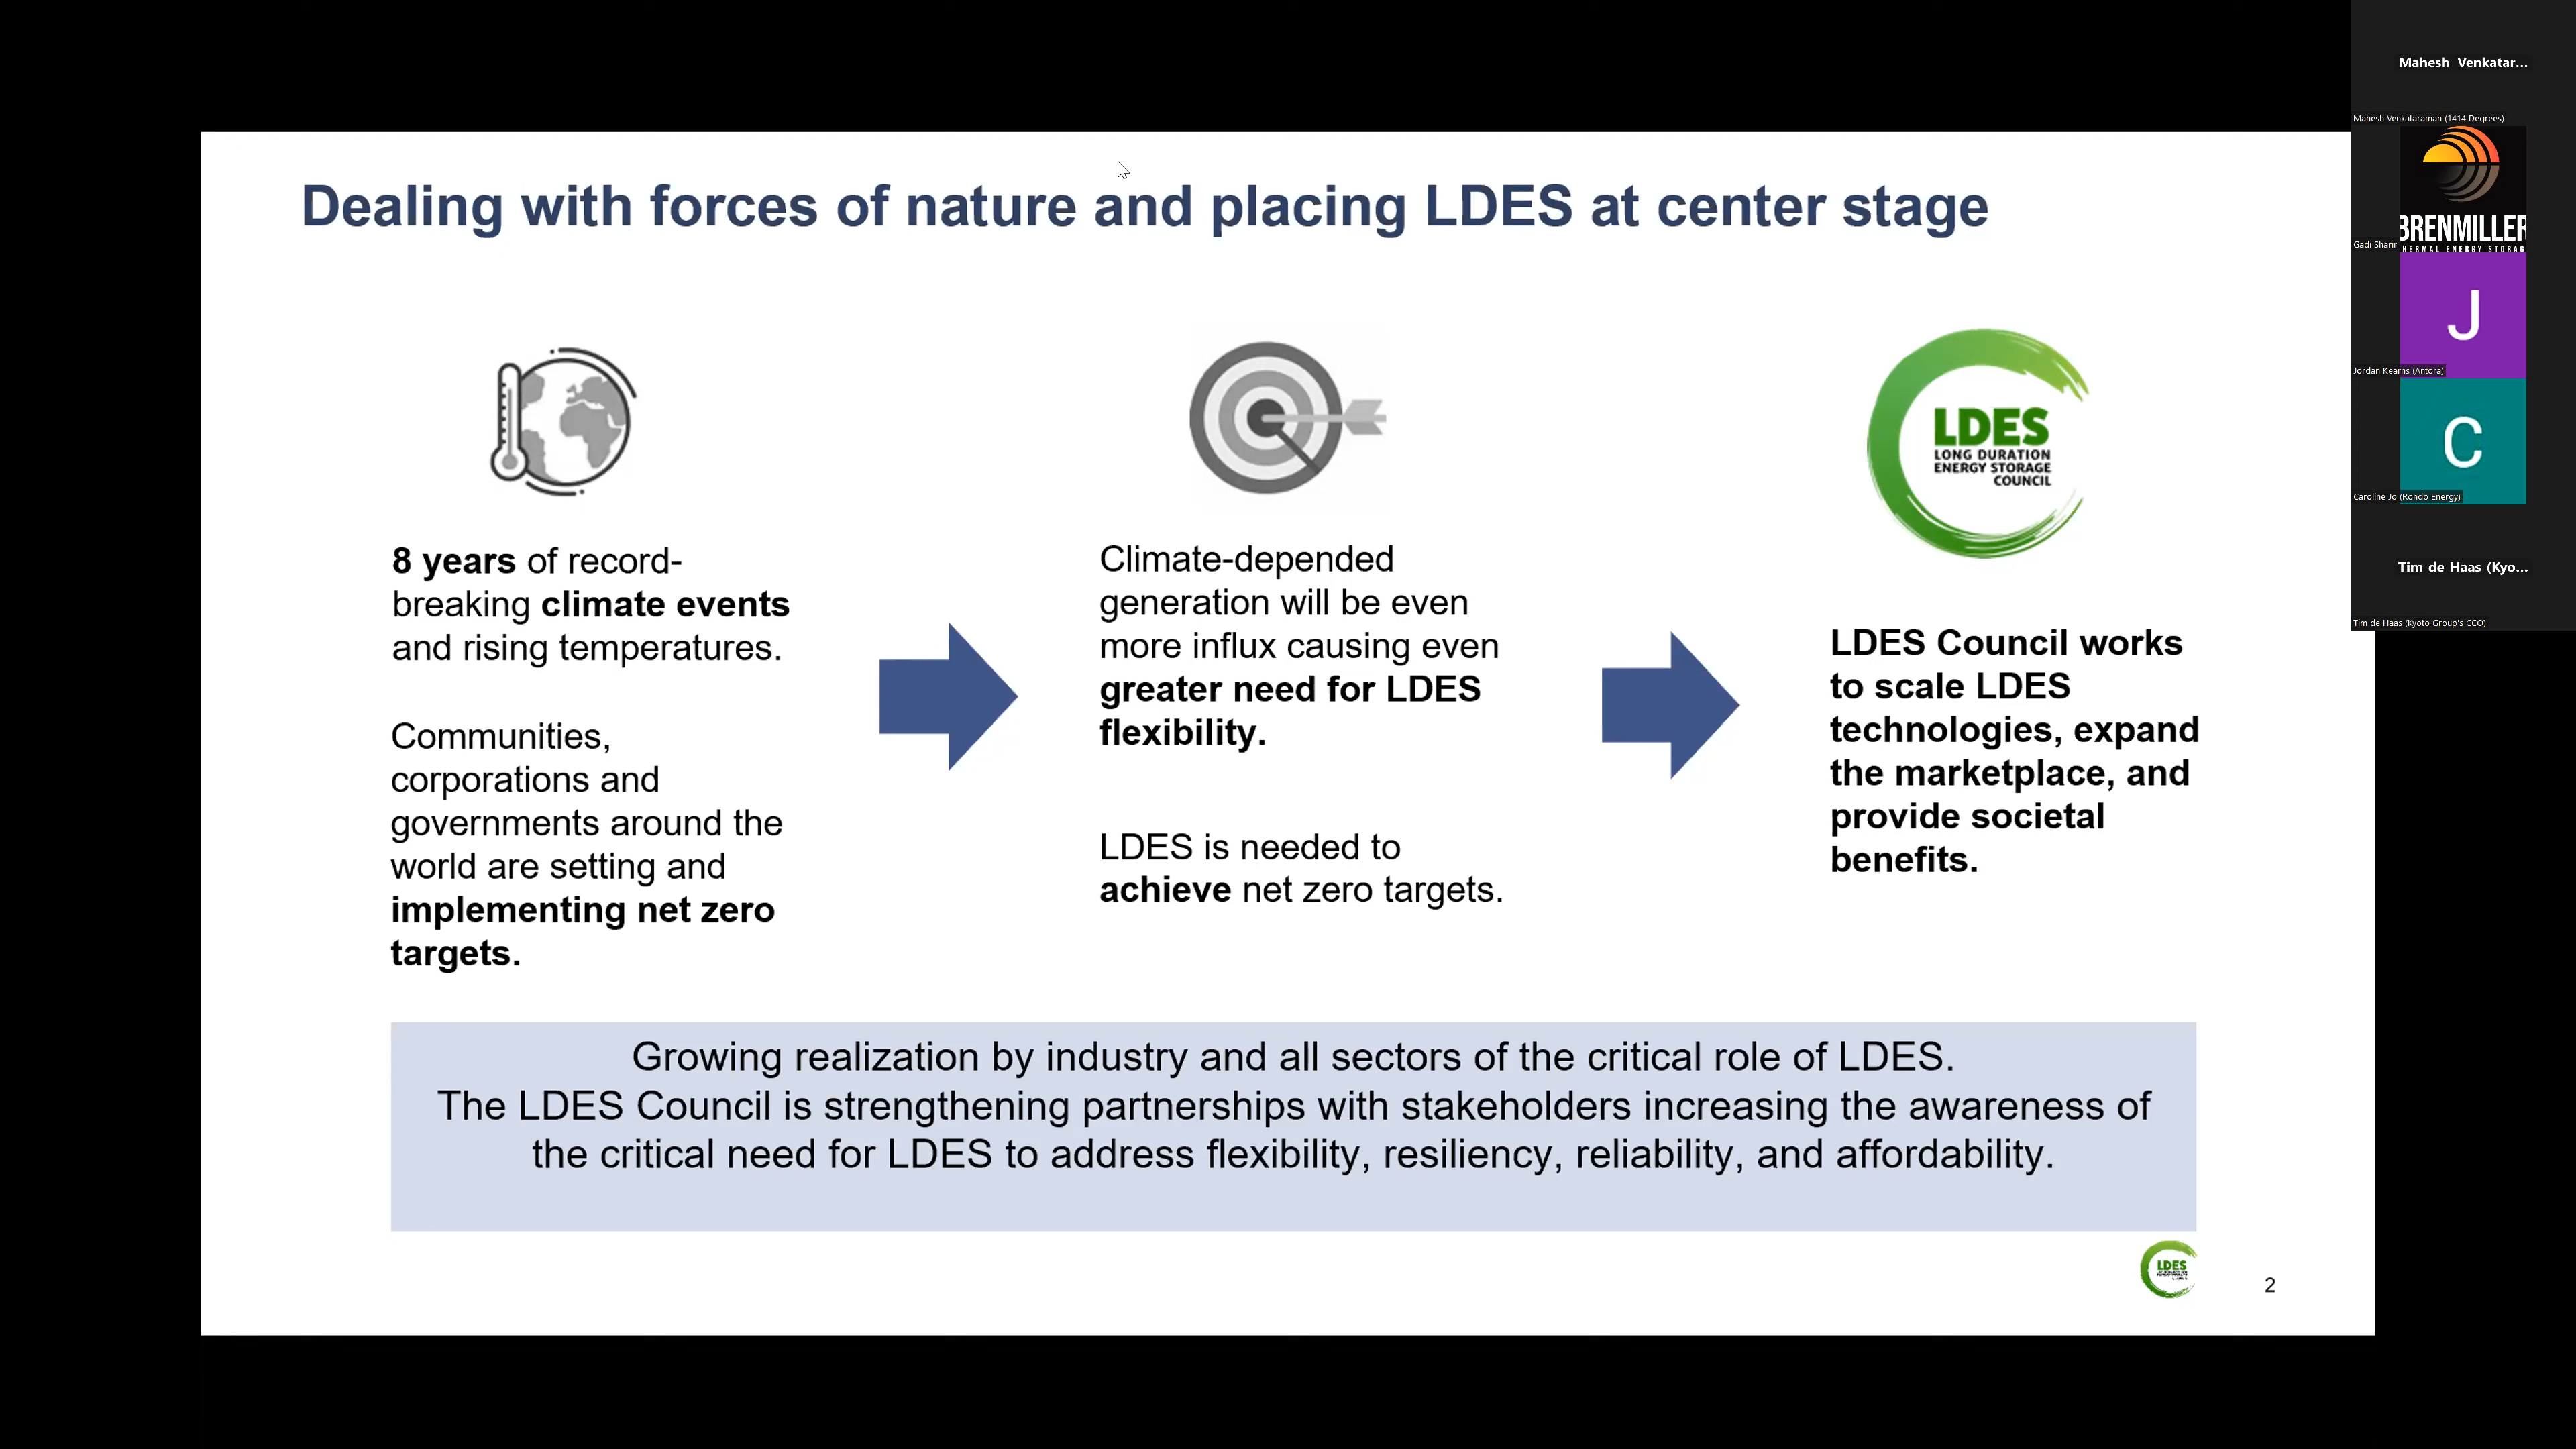 Dealing with forces of nature and placing LDES at center stage
LDES
LONG DURATION
ENERGY STORAGE
COUNCIL
8 years of record-
breaking climate events
and rising temperatures.
Communities,
corporations and
governments around the
world are setting and
implementing net zero
targets.
Climate-depended
generation will be even
more influx causing even
greater need for LDES
flexibility.
LDES is needed to
achieve net zero targets.
LDES Council works
to scale LDES
technologies, expand
the marketplace, and
provide societal
benefits.
Growing realization by industry and all sectors of the critical role of LDES.
The LDES Council is strengthening partnerships with stakeholders increasing the awareness of
the critical need for LDES to address flexibility, resiliency, reliability, and affordability.
LDES
2
Mahesh Venkatar...
Mahesh Venkataraman (1414 Degrees)
BRENMILLER
HERMAL ENERGY STORAG
Gadi Sharir
J
Jordan Kearns (Antora)
C
Caroline Jo (Rondo Energy)
Tim de Haas (Kyo...
Tim de Haas (Kyoto Group's CCO)